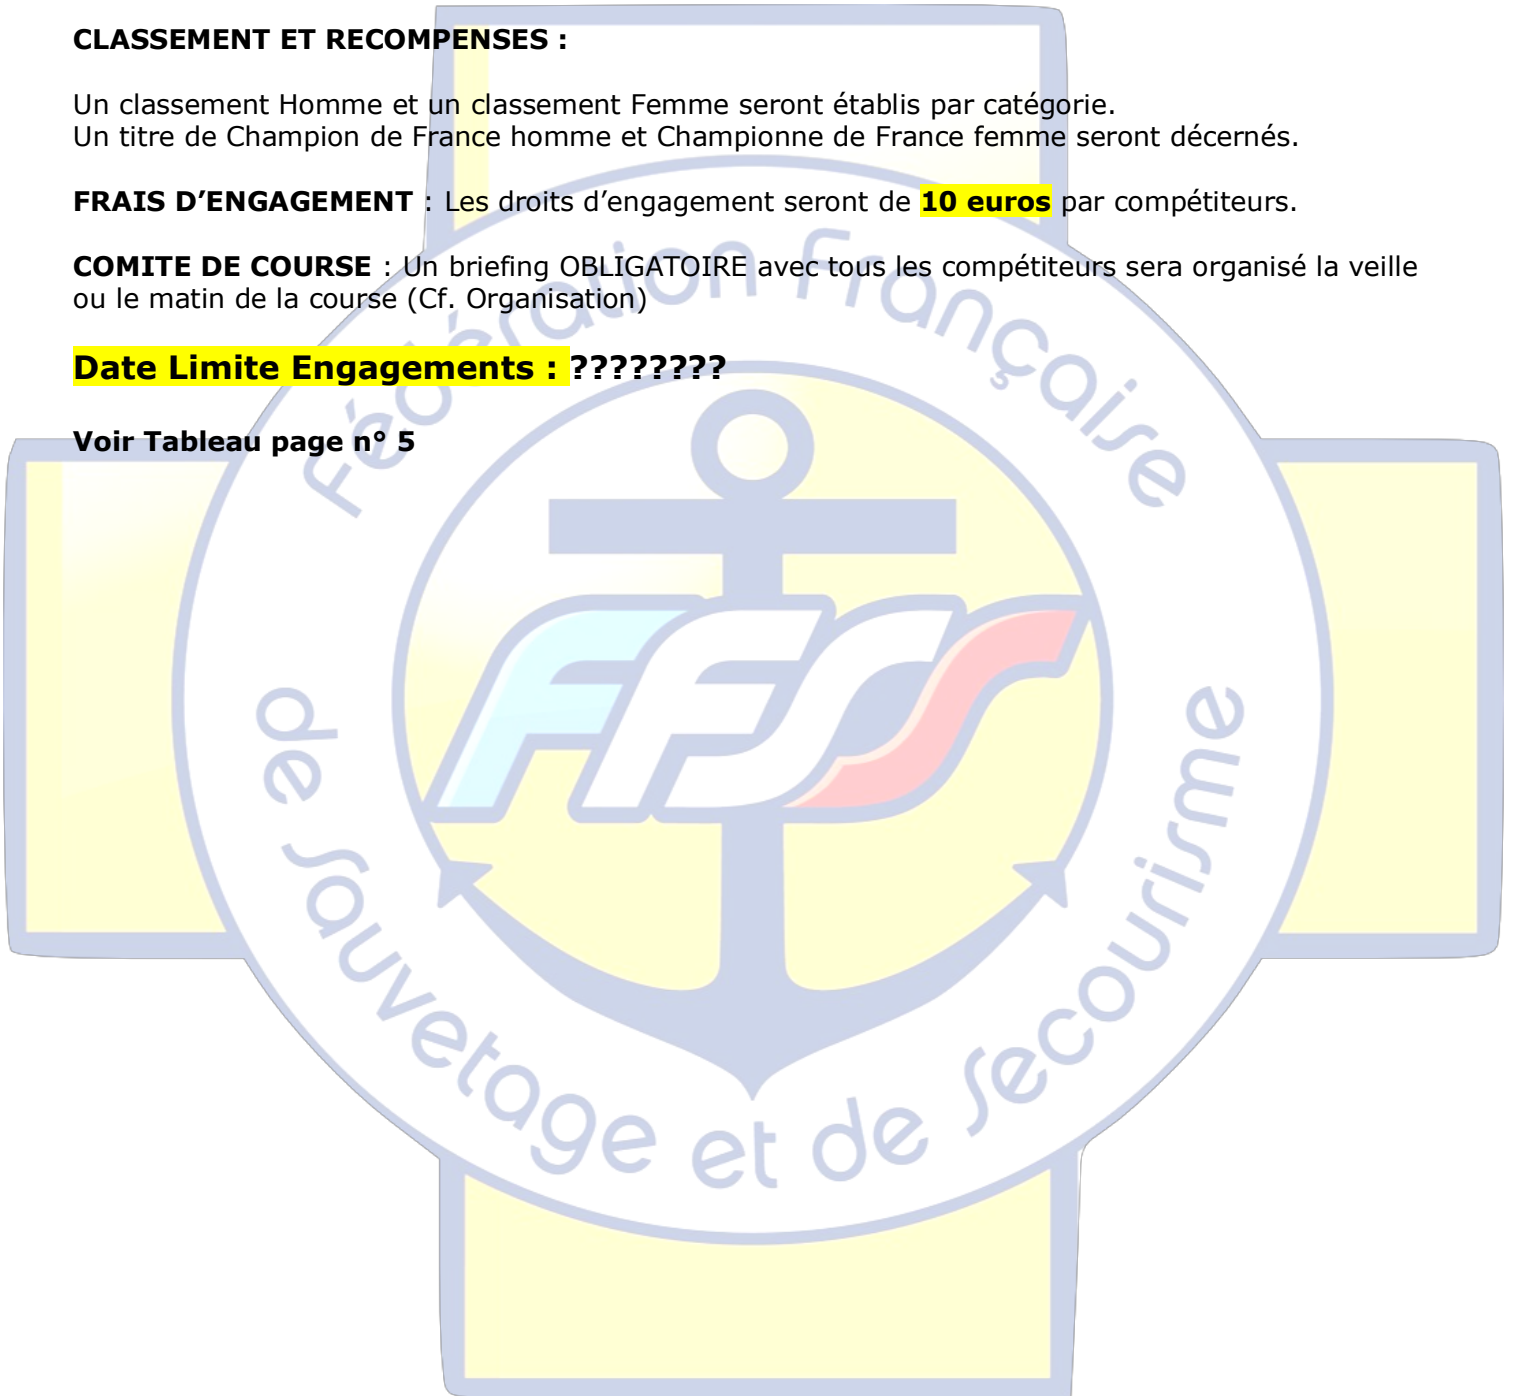 CLASSEMENT ET RECOMPENSES :
Un classement Homme et un classement Femme seront établis par catégorie.
Un titre de Champion de France homme et Championne de France femme seront décernés.
FRAIS D’ENGAGEMENT : Les droits d’engagement seront de 10 euros par compétiteurs.
COMITE DE COURSE : Un briefing OBLIGATOIRE avec tous les compétiteurs sera organisé la veille
ou le matin de la course (Cf. Organisation)
Date Limite Engagements : ????????
Voir Tableau page n° 5
Fédération Française
FFSS
de Sauvetage et de Secourisme